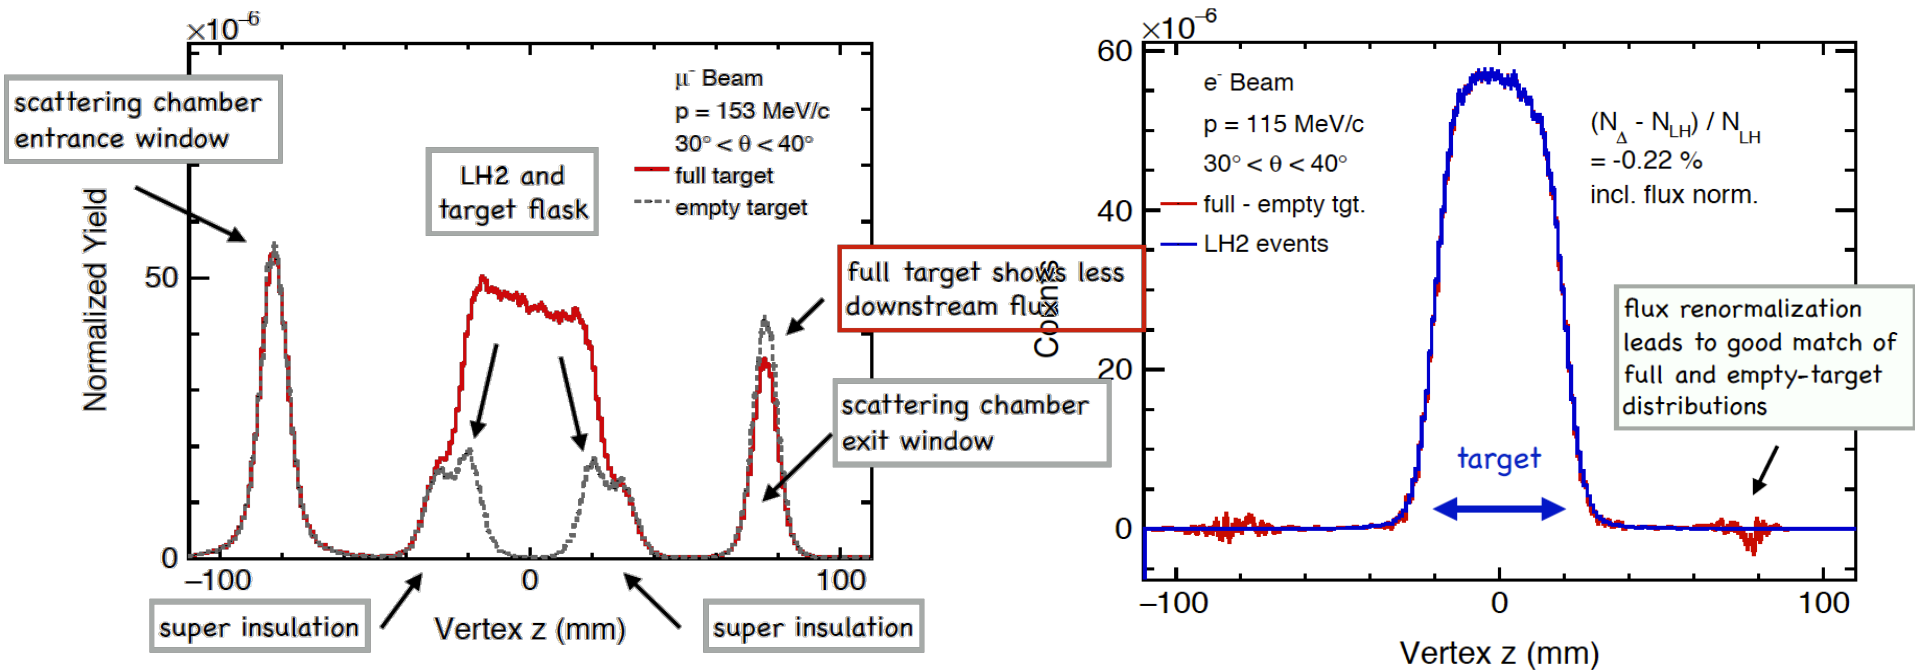 ×10⁻⁶
scattering chamber
entrance window
μ⁻ Beam
p = 153 MeV/c
30° < θ < 40°
full target
empty target
LH2 and
target flask
full target shows less
downstream flux
scattering chamber
exit window
Normalized Yield
50
0
–100
0
100
super insulation
Vertex z (mm)
super insulation
×10⁻⁶
60
40
20
0
Counts
e⁻ Beam
p = 115 MeV/c
30° < θ < 40°
full - empty tgt.
LH2 events
(N_Δ - N_LH) / N_LH
= -0.22 %
incl. flux norm.
flux renormalization
leads to good match of
full and empty-target
distributions
target
–100
0
100
Vertex z (mm)